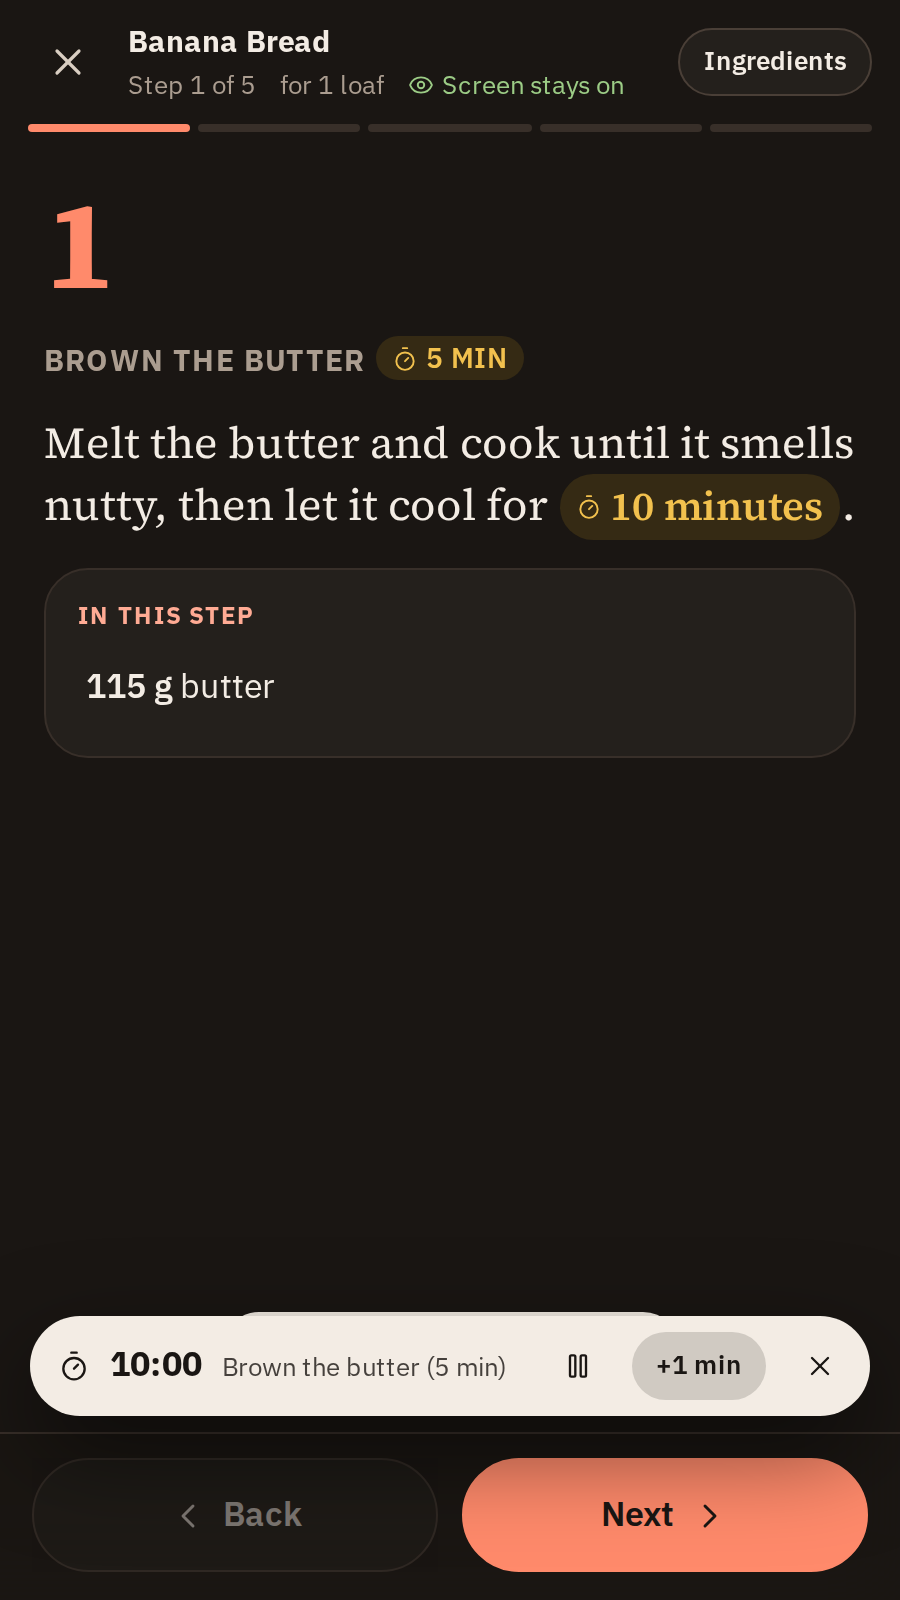 Banana Bread
Step 1 of 5 for 1 loaf Screen stays on
Ingredients
1
BROWN THE BUTTER 5 MIN
Melt the butter and cook until it smells
nutty, then let it cool for 10 minutes.
IN THIS STEP
115 g butter
10:00 Brown the butter (5 min) +1 min
Back Next